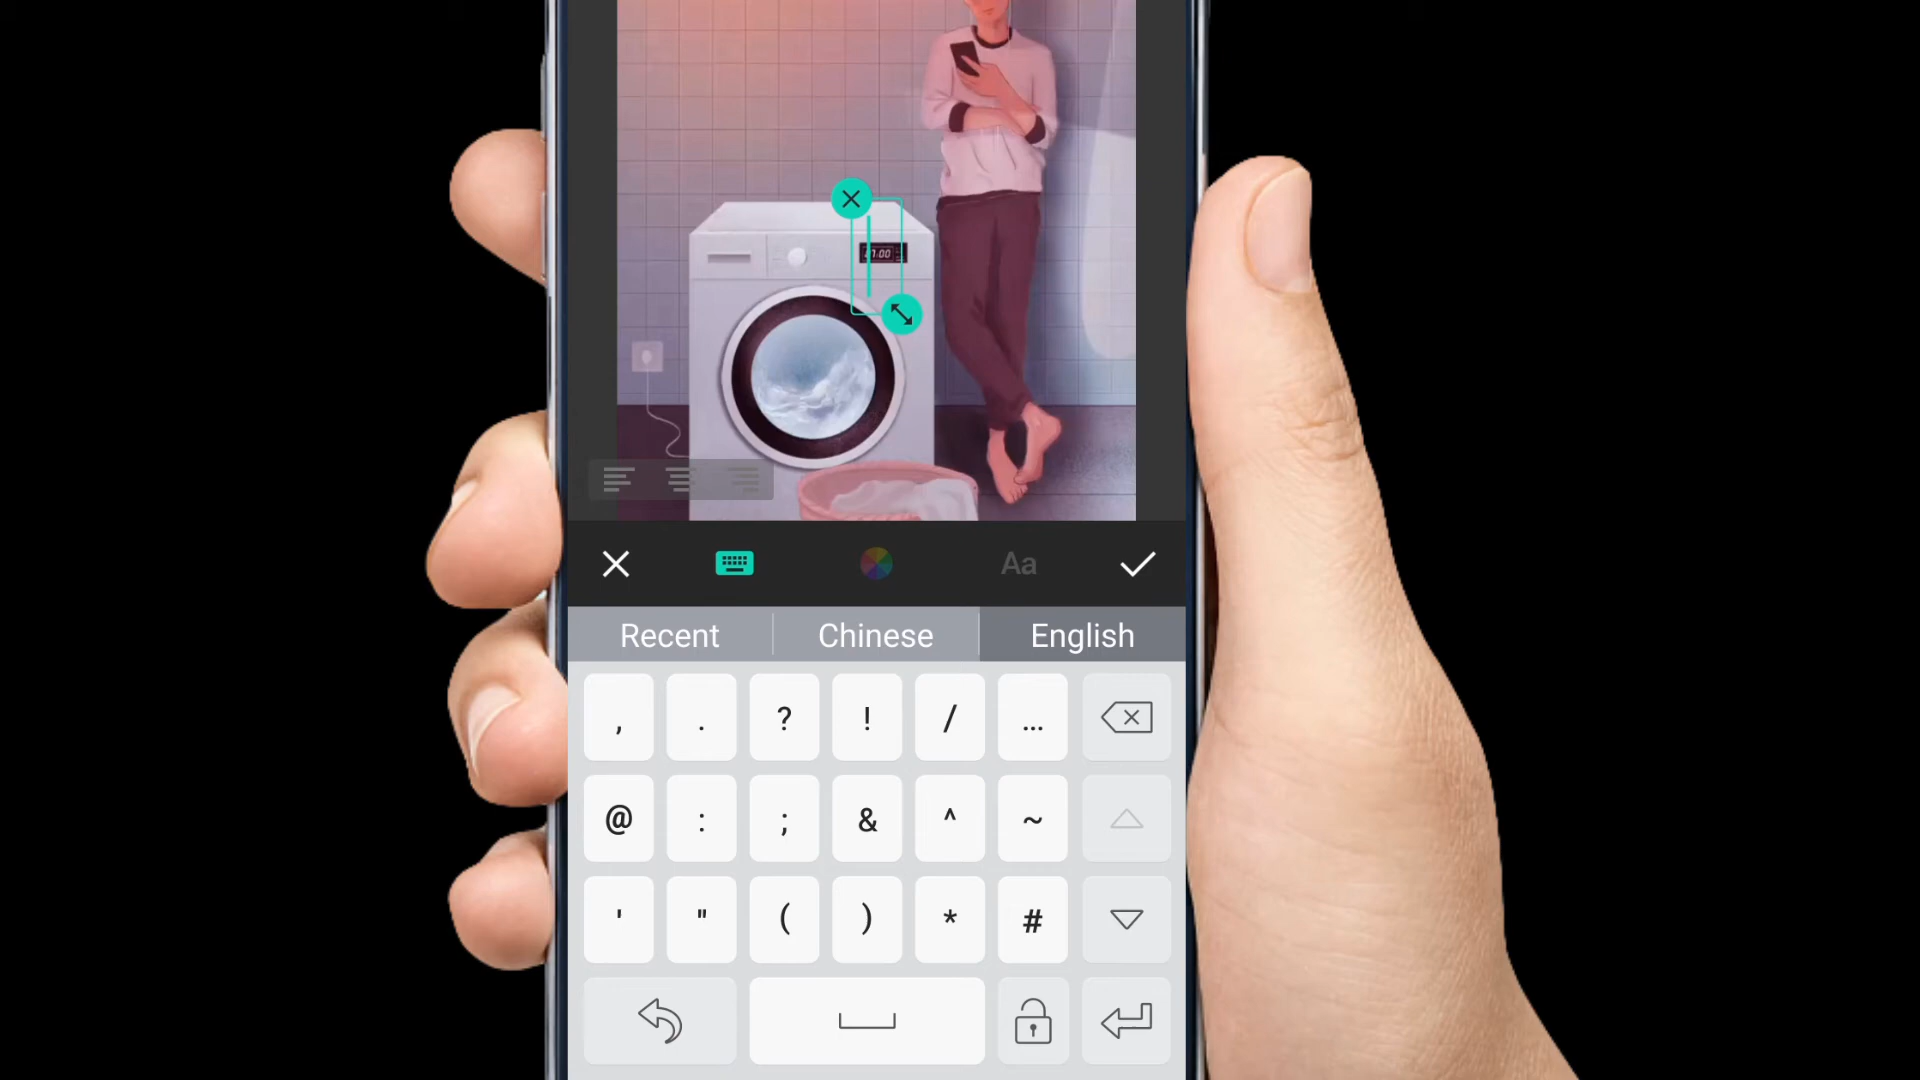 Aa
Recent Chinese English
, . ? ! / ...
@ : ; & ^ ~
' " ( ) * #